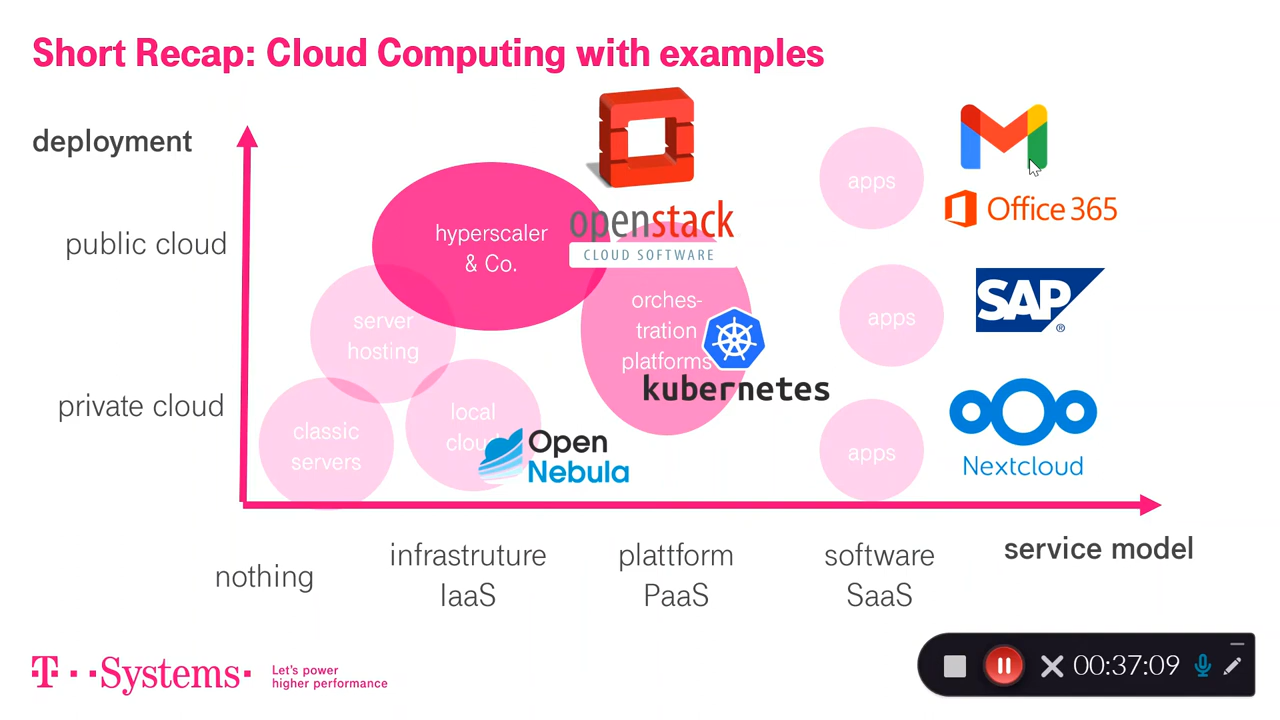 Short Recap: Cloud Computing with examples
deployment
public cloud
private cloud
hyperscaler
& Co.
openstack
CLOUD SOFTWARE
server
hosting
orches-
tration
platforms
kubernetes
classic
servers
local
cloud
Open
Nebula
apps
Office 365
apps
SAP
®
apps
Nextcloud
nothing
infrastruture
IaaS
plattform
PaaS
software
SaaS
service model
T··Systems·
Let's power
higher performance
00:37:09